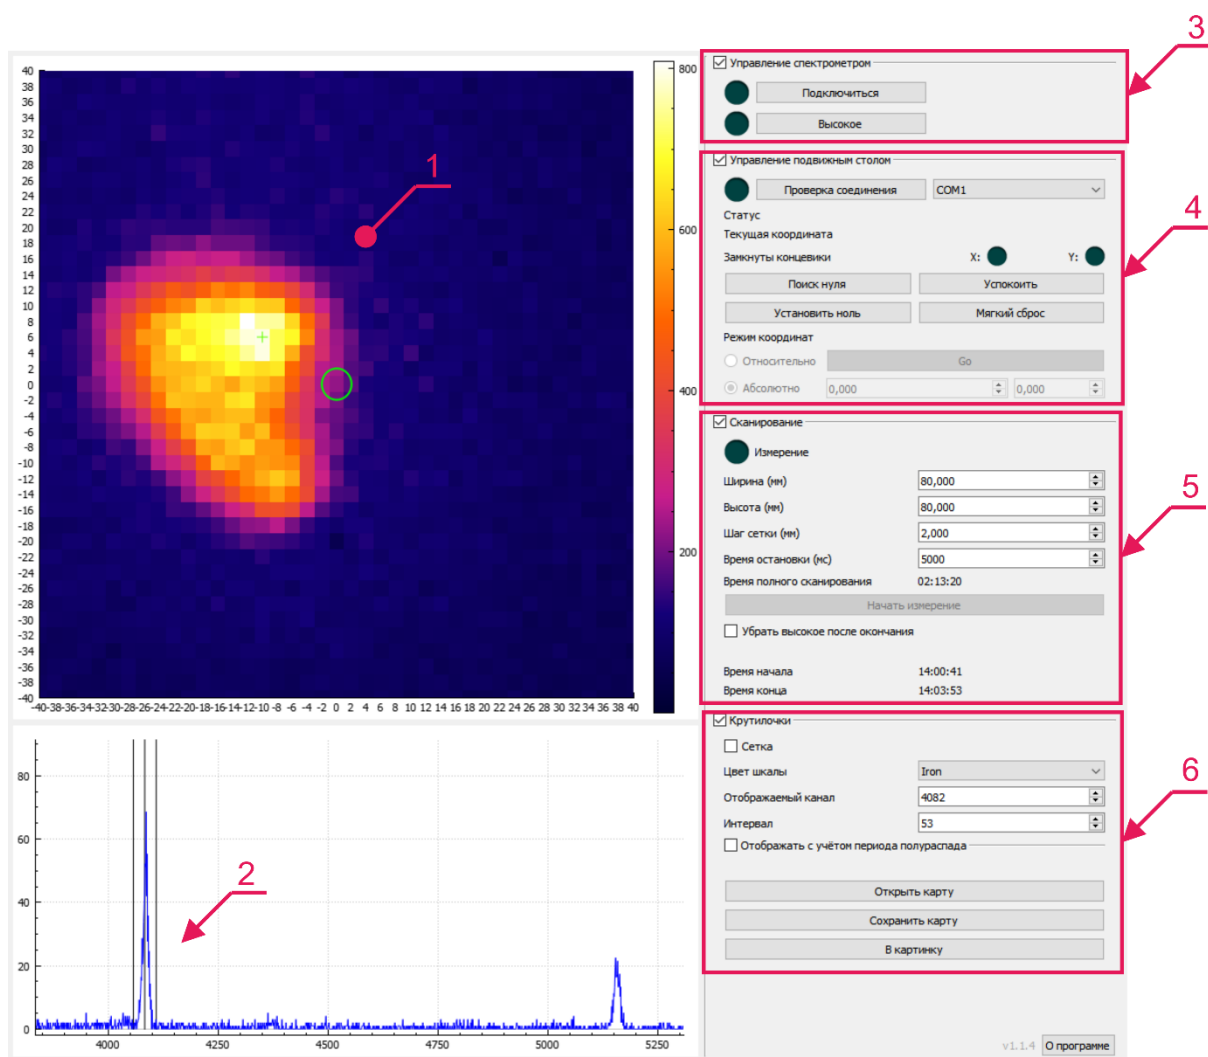 3
Управление спектрометром
Подключиться
Высокое
40
38
36
34
32
30
28
26
24
22
20
18
16
14
12
10
8
6
4
2
0
-2
-4
-6
-8
-10
-12
-14
-16
-18
-20
-22
-24
-26
-28
-30
-32
-34
-36
-38
-40
-40-38-36-34-32-30-28-26-24-22-20-18-16-14-12-10 -8 -6 -4 -2 0 2 4 6 8 10 12 14 16 18 20 22 24 26 28 30 32 34 36 38 40
1
800
600
400
200
4
Управление подвижным столом
Проверка соединения COM1
Статус
Текущая координата
Замкнуты концевики X: Y:
Поиск нуля Успокоить
Установить ноль Мягкий сброс
Режим координат
Относительно Go
Абсолютно 0,000 0,000
5
Сканирование
Измерение
Ширина (мм) 80,000
Высота (мм) 80,000
Шаг сетки (мм) 2,000
Время остановки (мс) 5000
Время полного сканирования 02:13:20
Начать измерение
Убрать высокое после окончания
Время начала 14:00:41
Время конца 14:03:53
2
80
60
40
20
0
4000 4250 4500 4750 5000 5250
6
Крутилочки
Сетка
Цвет шкалы Iron
Отображаемый канал 4082
Интервал 53
Отображать с учётом периода полураспада
Открыть карту
Сохранить карту
В картинку
v1.1.4 О программе